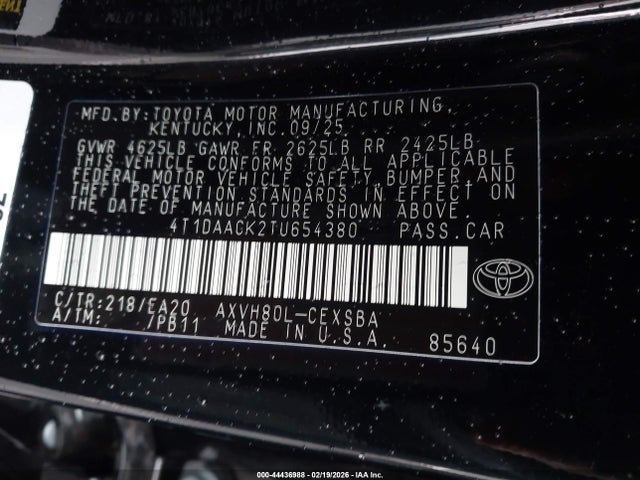 MFD.BY:TOYOTA MOTOR MANUFACTURING,
KENTUCKY,INC.09/25
GVWR 4625LB GAWR FR 2625LB RR 2425LB
THIS VEHICLE CONFORMS TO ALL APPLICABLE
FEDERAL MOTOR VEHICLE SAFETY, BUMPER,AND
THEFT PREVENTION STANDARDS IN EFFECT ON
THE DATE OF MANUFACTURE SHOWN ABOVE.
4T1DAACK2TU654380 PASS.CAR
C/TR:218/EA20 AXVH80L-CEXSBA
A/TM: /PB11 MADE IN U.S.A. 85640
000-44436988 - 02/19/2026 - IAA Inc.